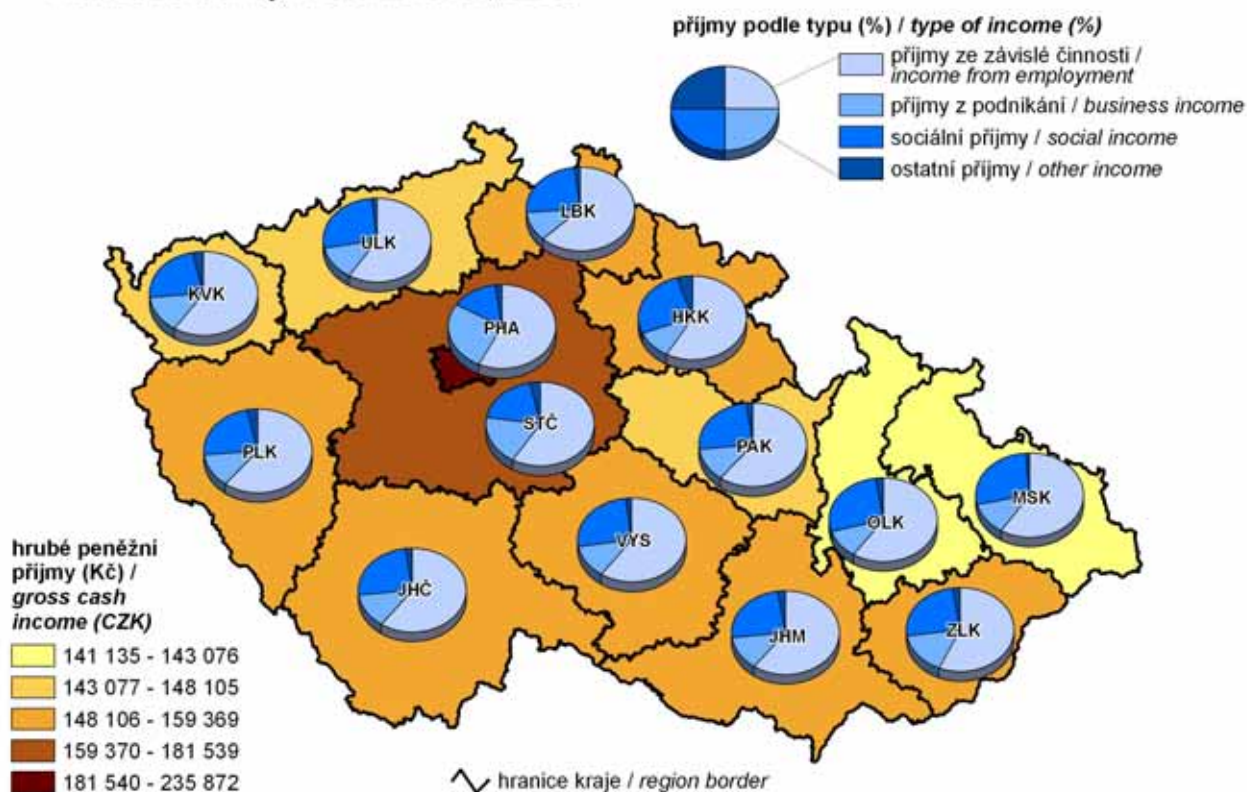 příjmy podle typu (%) / type of income (%)
příjmy ze závislé činnosti /
income from employment
příjmy z podnikání / business income
sociální příjmy / social income
ostatní příjmy / other income
LBK
ULK
KVK
PHA
HKK
STČ
PLK
PAK
MSK
OLK
VYS
JHČ
JHM
ZLK
hrubé peněžní
příjmy (Kč) /
gross cash
income (CZK)
141 135 - 143 076
143 077 - 148 105
148 106 - 159 369
159 370 - 181 539
181 540 - 235 872
hranice kraje / region border